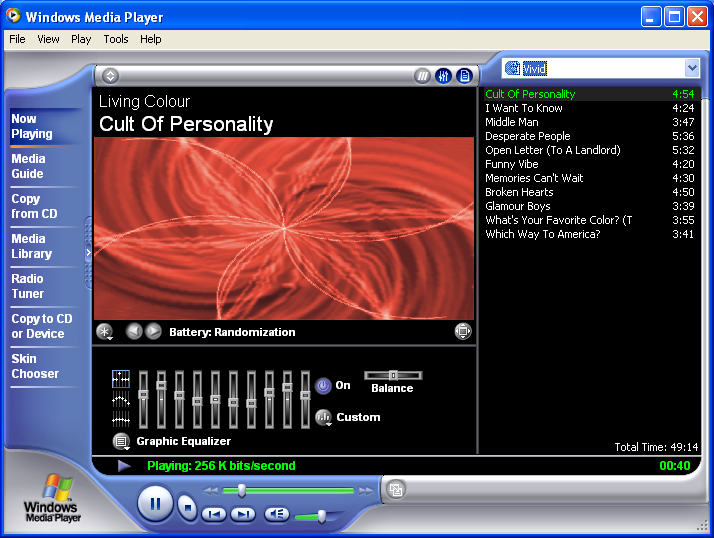 Windows Media Player
File View Play Tools Help
Vivid
Now
Playing
Media
Guide
Copy
from CD
Media
Library
Radio
Tuner
Copy to CD
or Device
Skin
Chooser
Living Colour
Cult Of Personality
Battery: Randomization
On
Balance
Custom
Graphic Equalizer
Cult Of Personality 4:54
I Want To Know 4:24
Middle Man 3:47
Desperate People 5:36
Open Letter (To A Landlord) 5:32
Funny Vibe 4:20
Memories Can't Wait 4:30
Broken Hearts 4:50
Glamour Boys 3:39
What's Your Favorite Color? (T 3:55
Which Way To America? 3:41
Total Time: 49:14
Playing: 256 K bits/second 00:40
Windows
Media Player